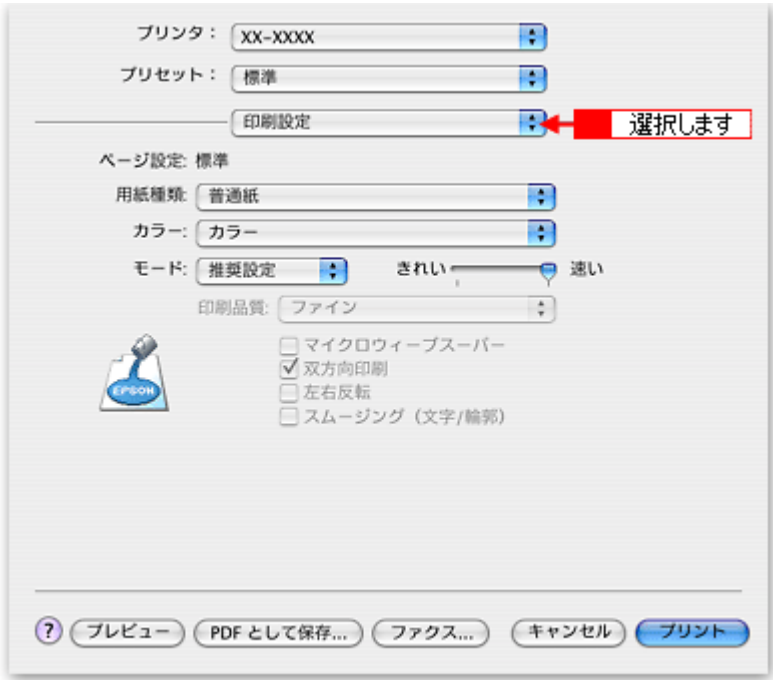 プリンタ： XX-XXXX
プリセット： 標準
印刷設定 選択します
ページ設定: 標準
用紙種類: 普通紙
カラー: カラー
モード: 推奨設定 きれい 速い
印刷品質: ファイン
マイクロウィーブスーパー
双方向印刷
EPSON
左右反転
スムージング（文字/輪郭）
? プレビュー PDF として保存... ファクス... キャンセル プリント